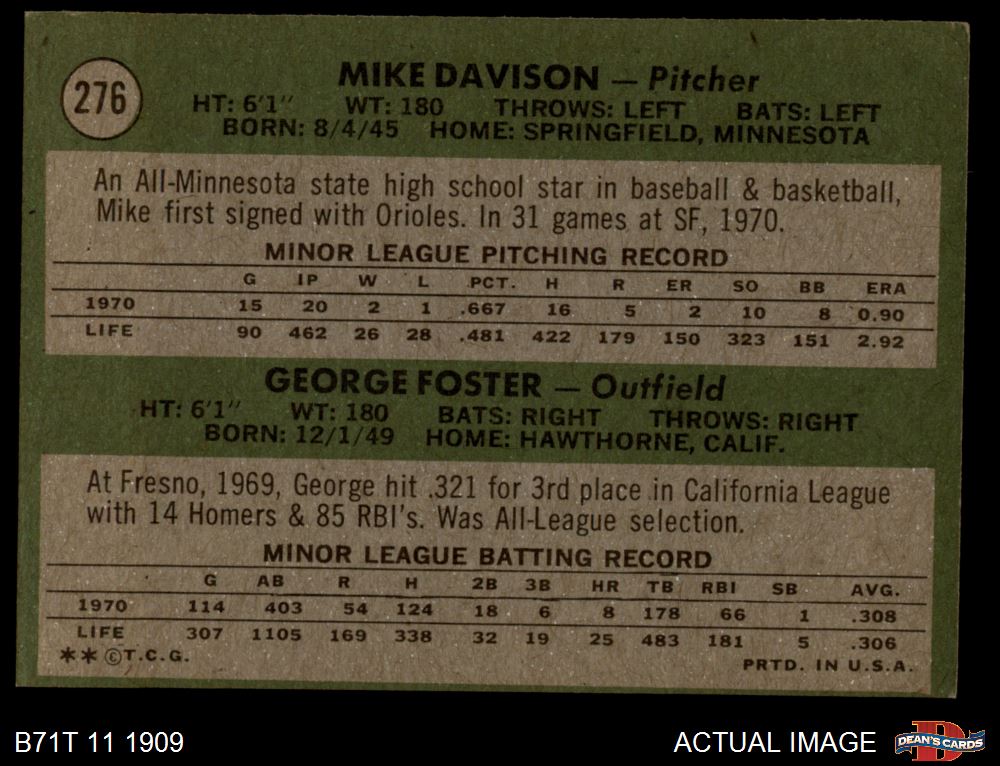 276
MIKE DAVISON — Pitcher
HT: 6'1" WT: 180 THROWS: LEFT BATS: LEFT
BORN: 8/4/45 HOME: SPRINGFIELD, MINNESOTA
An All-Minnesota state high school star in baseball & basketball,
Mike first signed with Orioles. In 31 games at SF, 1970.
MINOR LEAGUE PITCHING RECORD
G IP W L PCT. H R ER SO BB ERA
1970 15 20 2 1 .667 16 5 2 10 8 0.90
LIFE 90 462 26 28 .481 422 179 150 323 151 2.92
GEORGE FOSTER — Outfield
HT: 6'1" WT: 180 BATS: RIGHT THROWS: RIGHT
BORN: 12/1/49 HOME: HAWTHORNE, CALIF.
At Fresno, 1969, George hit .321 for 3rd place in California League
with 14 Homers & 85 RBI's. Was All-League selection.
MINOR LEAGUE BATTING RECORD
G AB R H 2B 3B HR TB RBI SB AVG.
1970 114 403 54 124 18 6 8 178 66 1 .308
LIFE 307 1105 169 338 32 19 25 483 181 5 .306
** ©T.C.G. PRTD. IN U.S.A.
B71T 11 1909 ACTUAL IMAGE DEAN'S CARDS